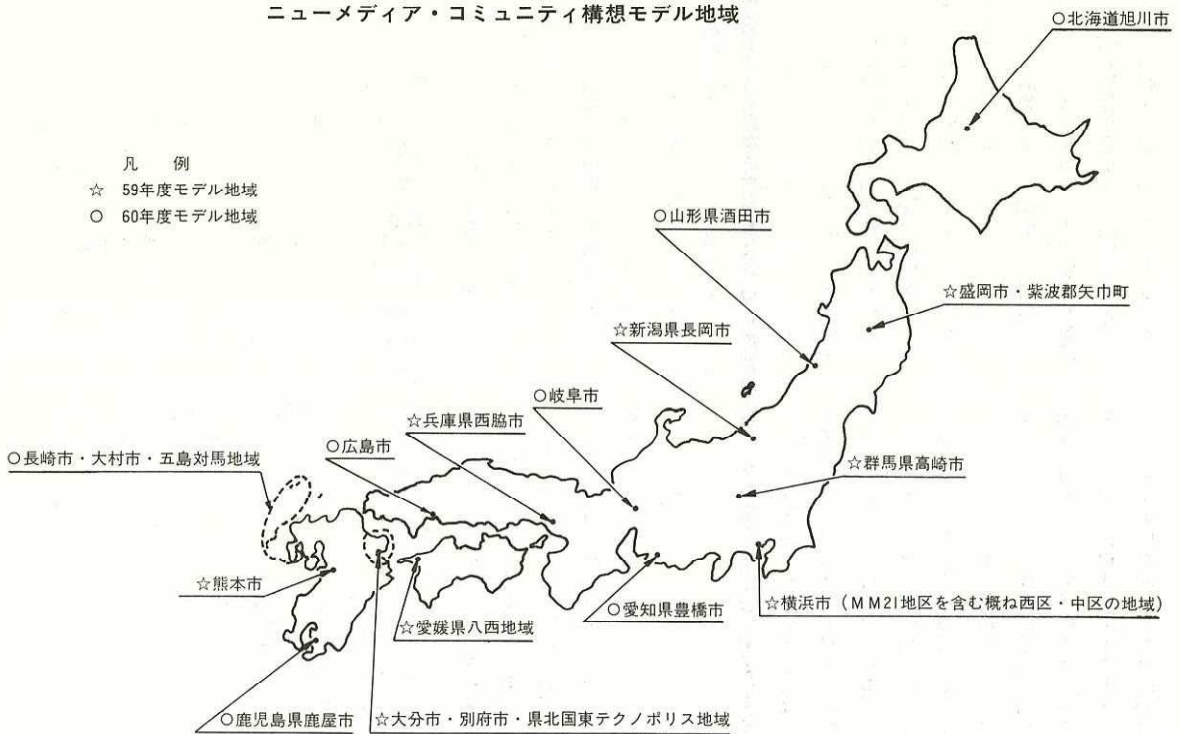 ニューメディア・コミュニティ構想モデル地域
○北海道旭川市
凡 例
☆ 59年度モデル地域
○ 60年度モデル地域
○山形県酒田市
☆盛岡市・紫波郡矢巾町
☆新潟県長岡市
○岐阜市
☆兵庫県西脇市
○広島市
○長崎市・大村市・五島対馬地域
☆群馬県高崎市
☆熊本市
☆愛媛県八西地域
○愛知県豊橋市
☆横浜市(MM21地区を含む概ね西区・中区の地域)
○鹿児島県鹿屋市
☆大分市・別府市・県北国東テクノポリス地域